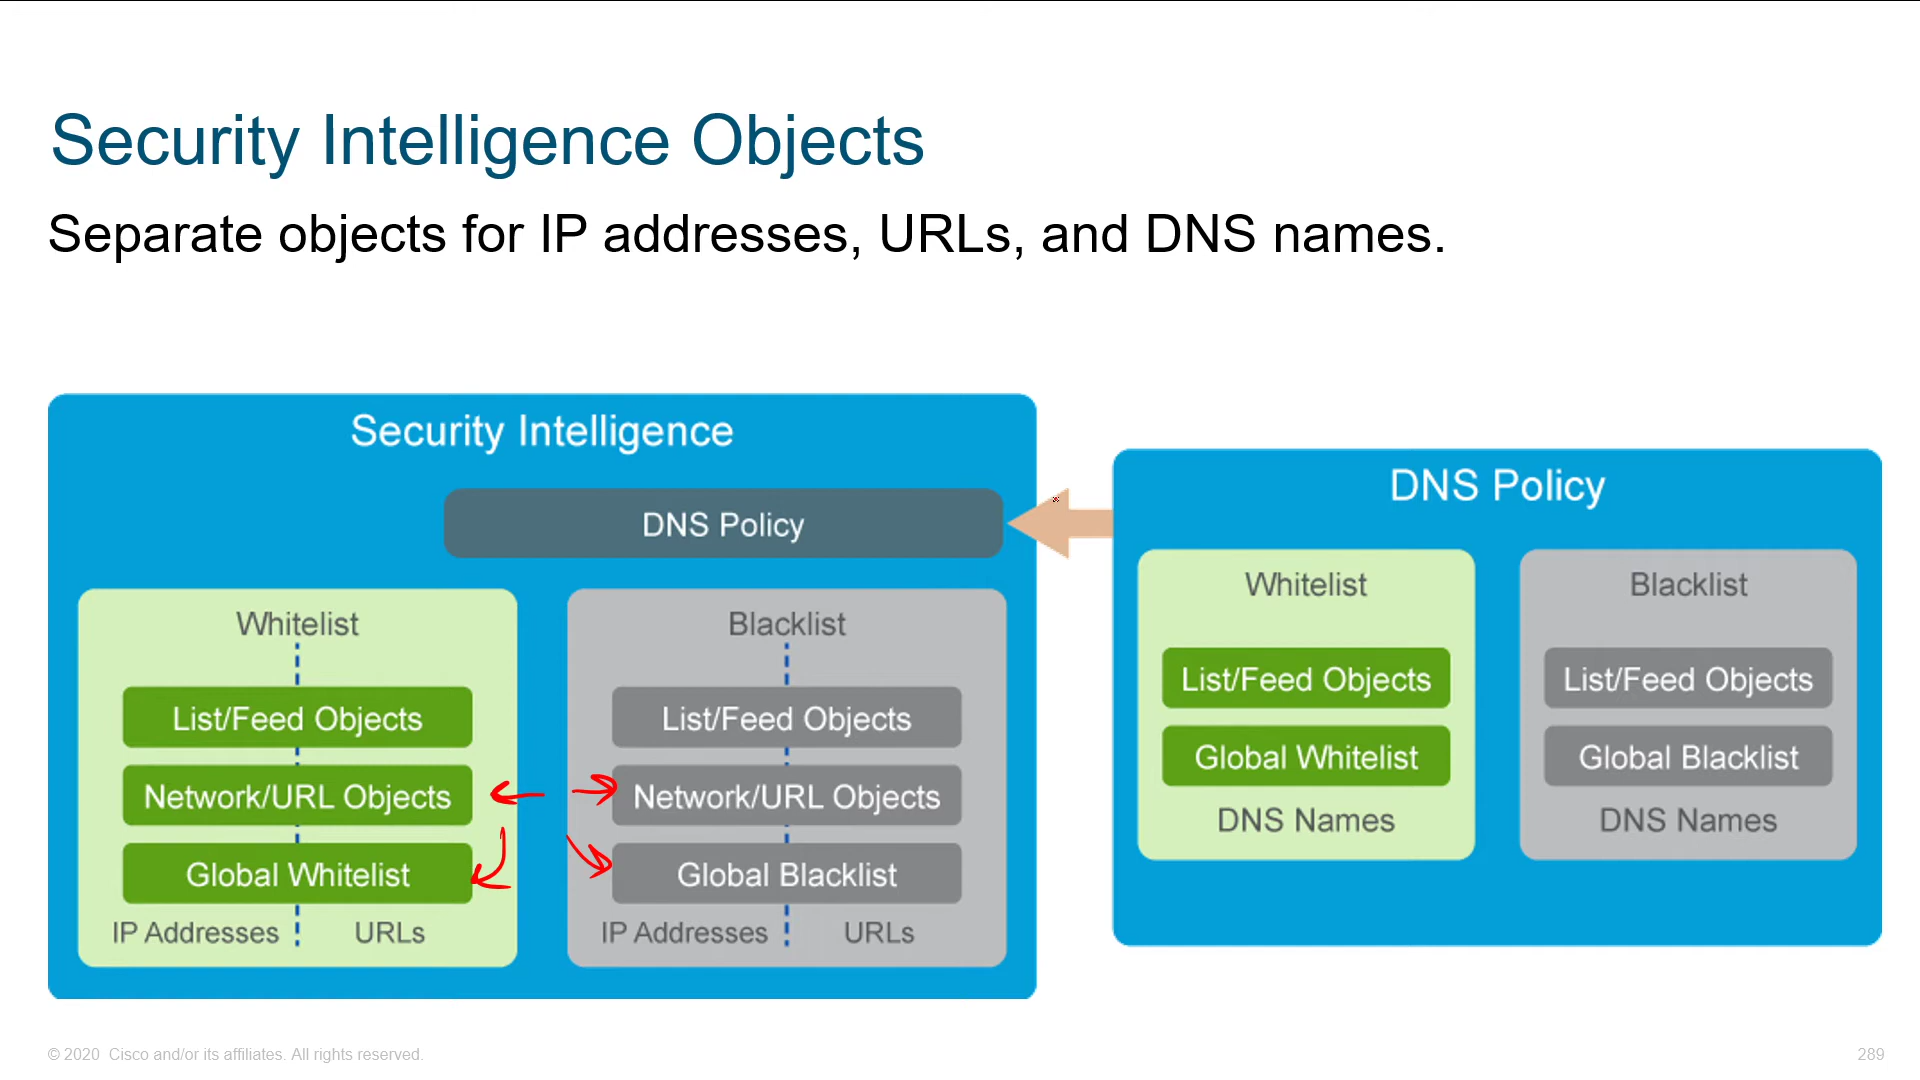 Security Intelligence Objects
Separate objects for IP addresses, URLs, and DNS names.
Security Intelligence
DNS Policy
Whitelist
List/Feed Objects
Network/URL Objects
Global Whitelist
IP Addresses
URLs
Blacklist
List/Feed Objects
Network/URL Objects
Global Blacklist
IP Addresses
URLs
DNS Policy
Whitelist
List/Feed Objects
Global Whitelist
DNS Names
Blacklist
List/Feed Objects
Global Blacklist
DNS Names
© 2020 Cisco and/or its affiliates. All rights reserved.
289